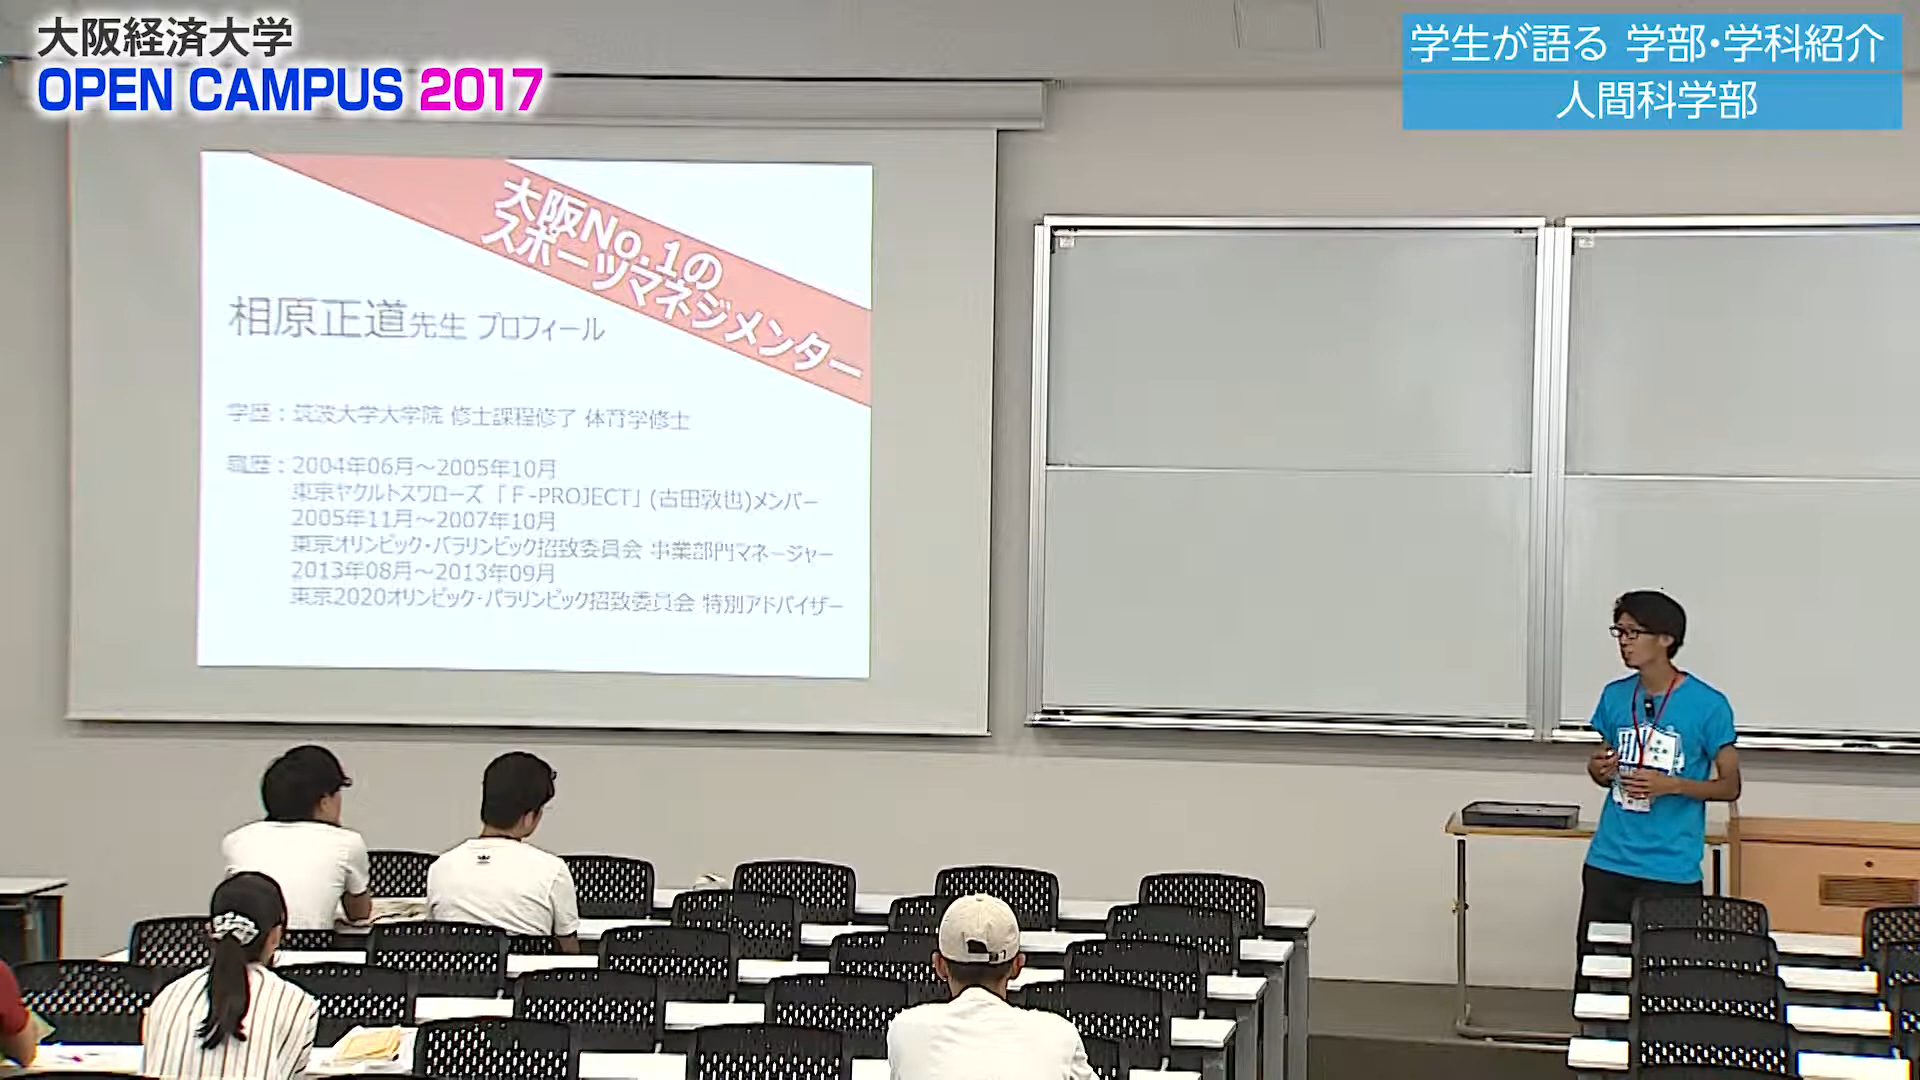 大阪経済大学
OPEN CAMPUS 2017
学生が語る 学部・学科紹介
人間科学部
大阪No.1の
スポーツマネジメンター
相原正道先生 プロフィール
学歴：筑波大学大学院 修士課程修了 体育学修士
職歴：2004年06月～2005年10月
東京ヤクルトスワローズ「F-PROJECT」(古田敦也)メンバー
2005年11月～2007年10月
東京オリンピック・パラリンピック招致委員会 事業部門マネージャー
2013年08月～2013年09月
東京2020オリンピック・パラリンピック招致委員会 特別アドバイザー